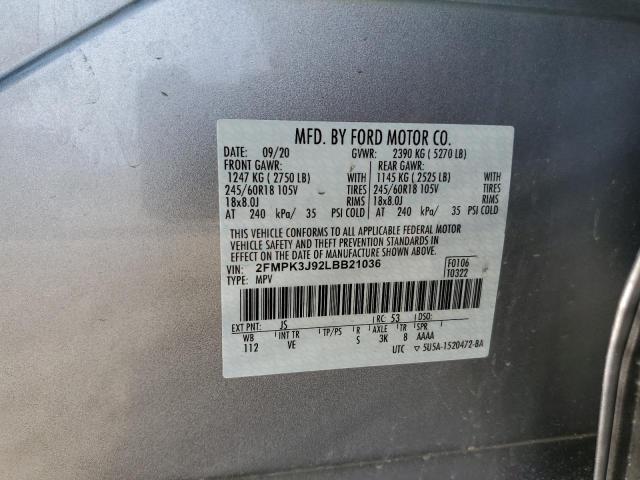 MFD. BY FORD MOTOR CO.
DATE: 09/20 GVWR: 2390 KG ( 5270 LB)
FRONT GAWR: REAR GAWR:
1247 KG ( 2750 LB) WITH 1145 KG ( 2525 LB) WITH
245/60R18 105V TIRES 245/60R18 105V TIRES
18x8.0J RIMS 18x8.0J RIMS
AT 240 kPa/ 35 PSI COLD AT 240 kPa/ 35 PSI COLD
THIS VEHICLE CONFORMS TO ALL APPLICABLE FEDERAL MOTOR
VEHICLE SAFETY AND THEFT PREVENTION STANDARDS IN
EFFECT ON THE DATE OF MANUFACTURE SHOWN ABOVE.
VIN: 2FMPK3J92LBB21036 F0106
TYPE: MPV T0322
EXT PNT: JS RC: 53 DSO:
WB INT TR TP/PS R AXLE TR SPR
112 VE S 3K 8 AAAA
UTC ▽ 5U5A-1520472-BA